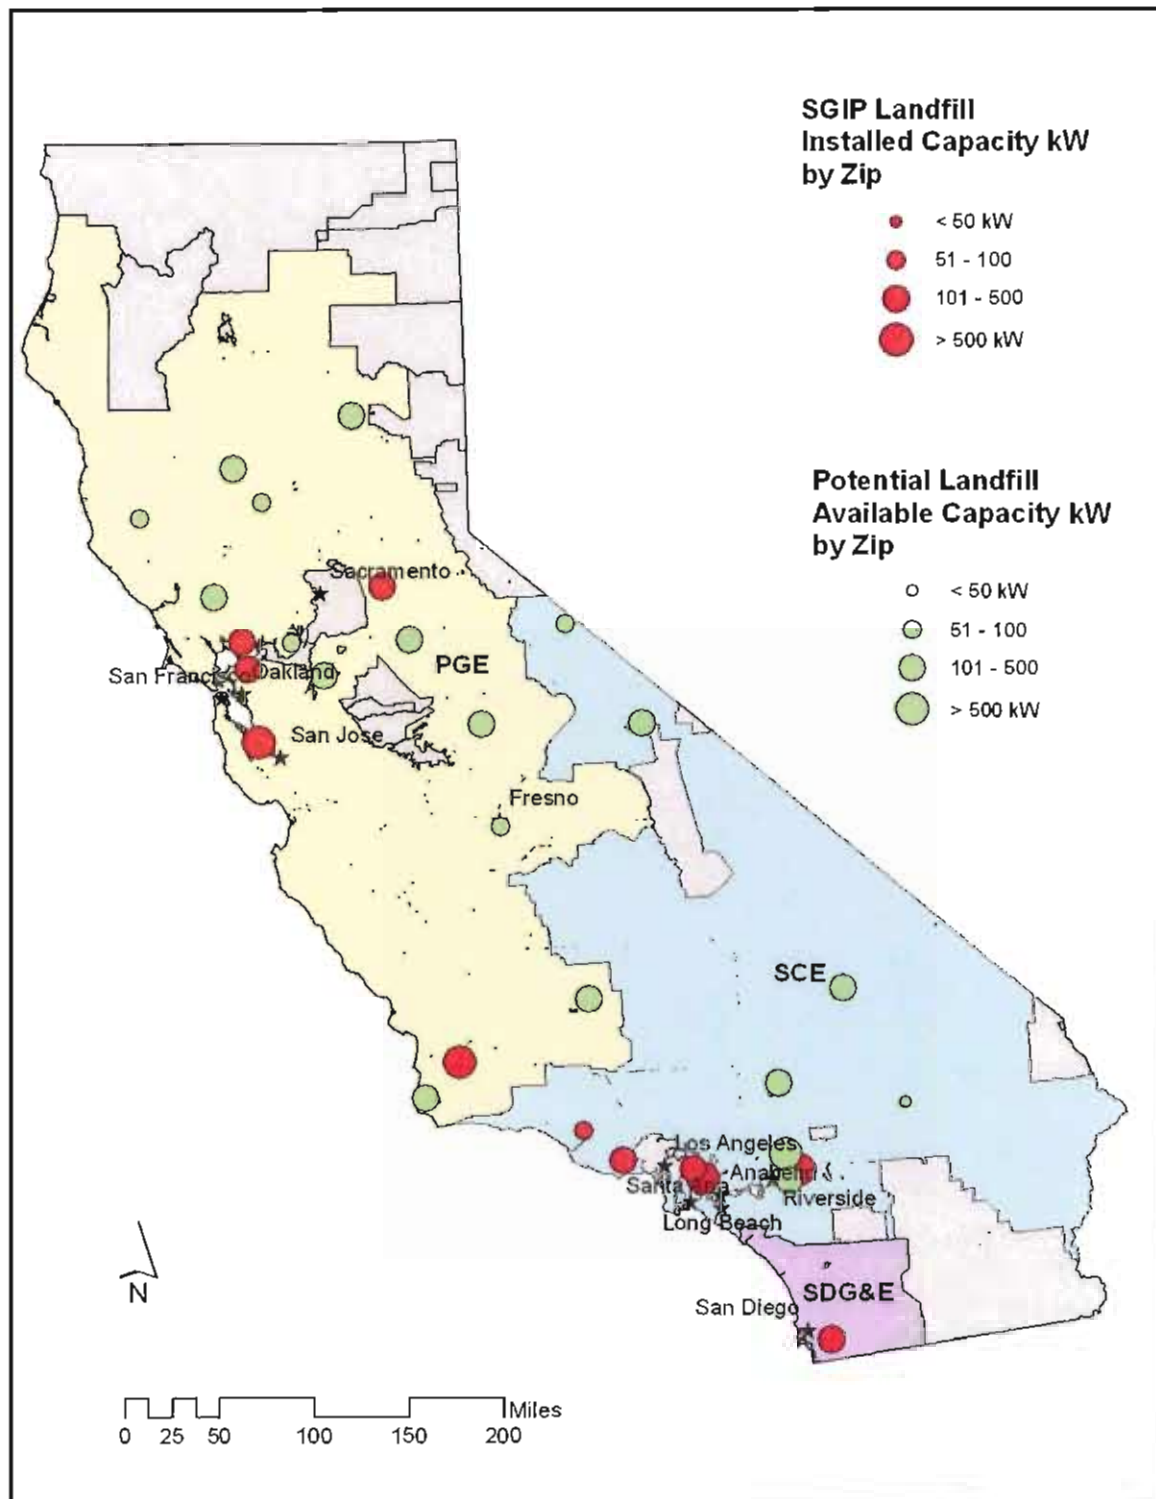 SGIP Landfill
Installed Capacity kW
by Zip
< 50 kW
51 - 100
101 - 500
> 500 kW
Potential Landfill
Available Capacity kW
by Zip
< 50 kW
51 - 100
101 - 500
> 500 kW
Sacramento
PGE
San Francisco
Oakland
San Jose
Fresno
SCE
Los Angeles
Anaheim
Santa Ana
Riverside
Long Beach
SDG&E
San Diego
N
Miles
0 25 50 100 150 200